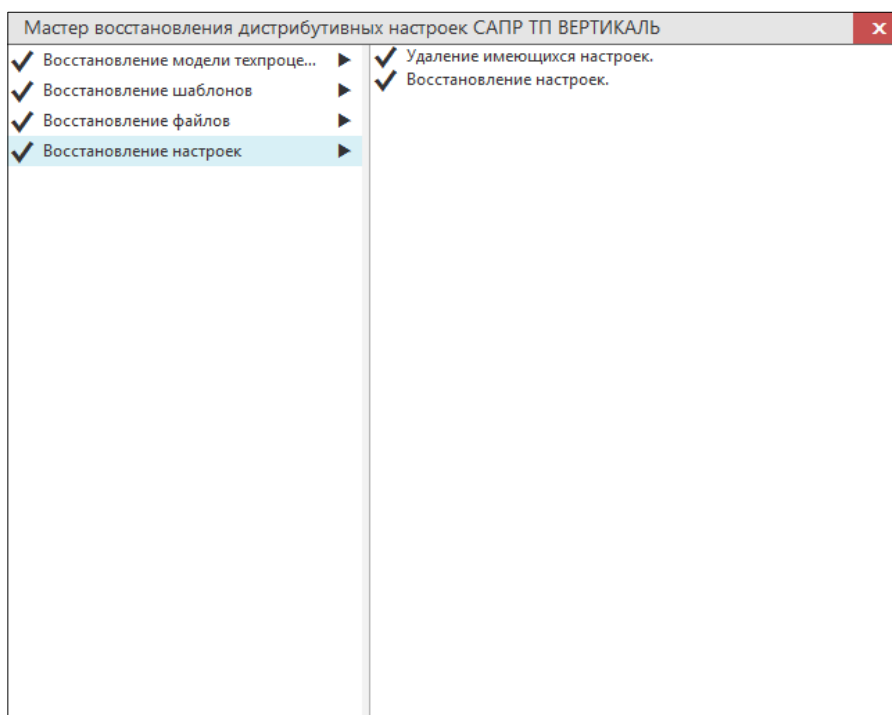 Мастер восстановления дистрибутивных настроек САПР ТП ВЕРТИКАЛЬ
Восстановление модели техпроце...
Восстановление шаблонов
Восстановление файлов
Восстановление настроек
Удаление имеющихся настроек.
Восстановление настроек.